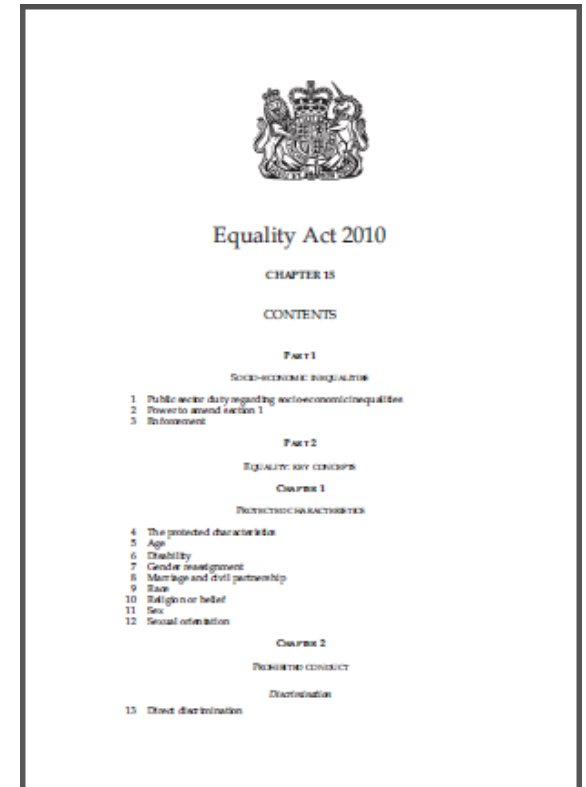 Equality Act 2010
CHAPTER 15
CONTENTS
PART 1
SOCIO-ECONOMIC INEQUALITIES
1 Public sector duty regarding socio-economic inequalities
2 Power to amend section 1
3 Enforcement
PART 2
EQUALITY: KEY CONCEPTS
CHAPTER 1
PROTECTED CHARACTERISTICS
4 The protected characteristics
5 Age
6 Disability
7 Gender reassignment
8 Marriage and civil partnership
9 Race
10 Religion or belief
11 Sex
12 Sexual orientation
CHAPTER 2
PROHIBITED CONDUCT
Discrimination
13 Direct discrimination